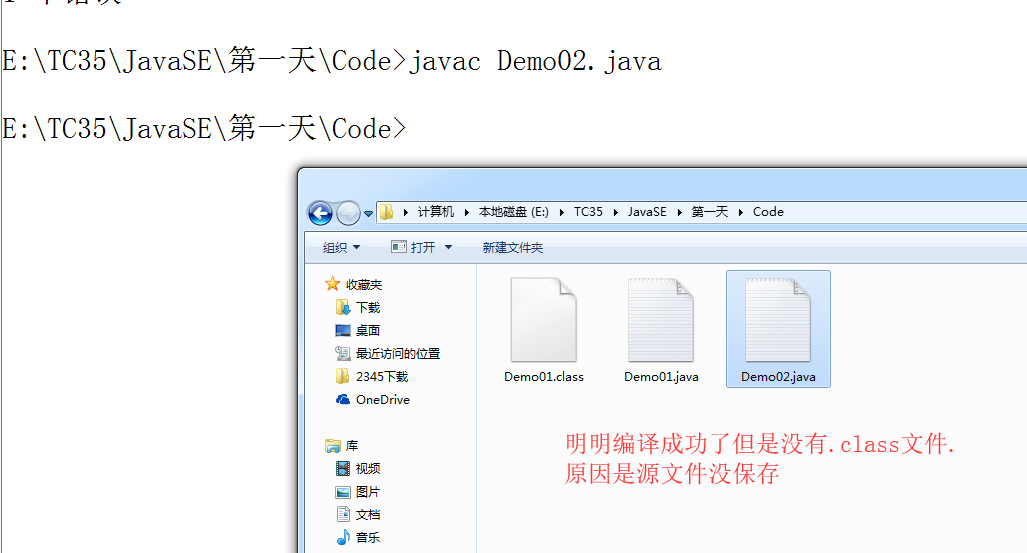 E:\TC35\JavaSE\第一天\Code>javac Demo02.java
E:\TC35\JavaSE\第一天\Code>
计算机 本地磁盘 (E:) TC35 JavaSE 第一天 Code
组织 打开 新建文件夹
收藏夹
下载
桌面
最近访问的位置
2345下载
OneDrive
库
视频
图片
文档
音乐
Demo01.class Demo01.java Demo02.java
明明编译成功了但是没有.class文件.
原因是源文件没保存